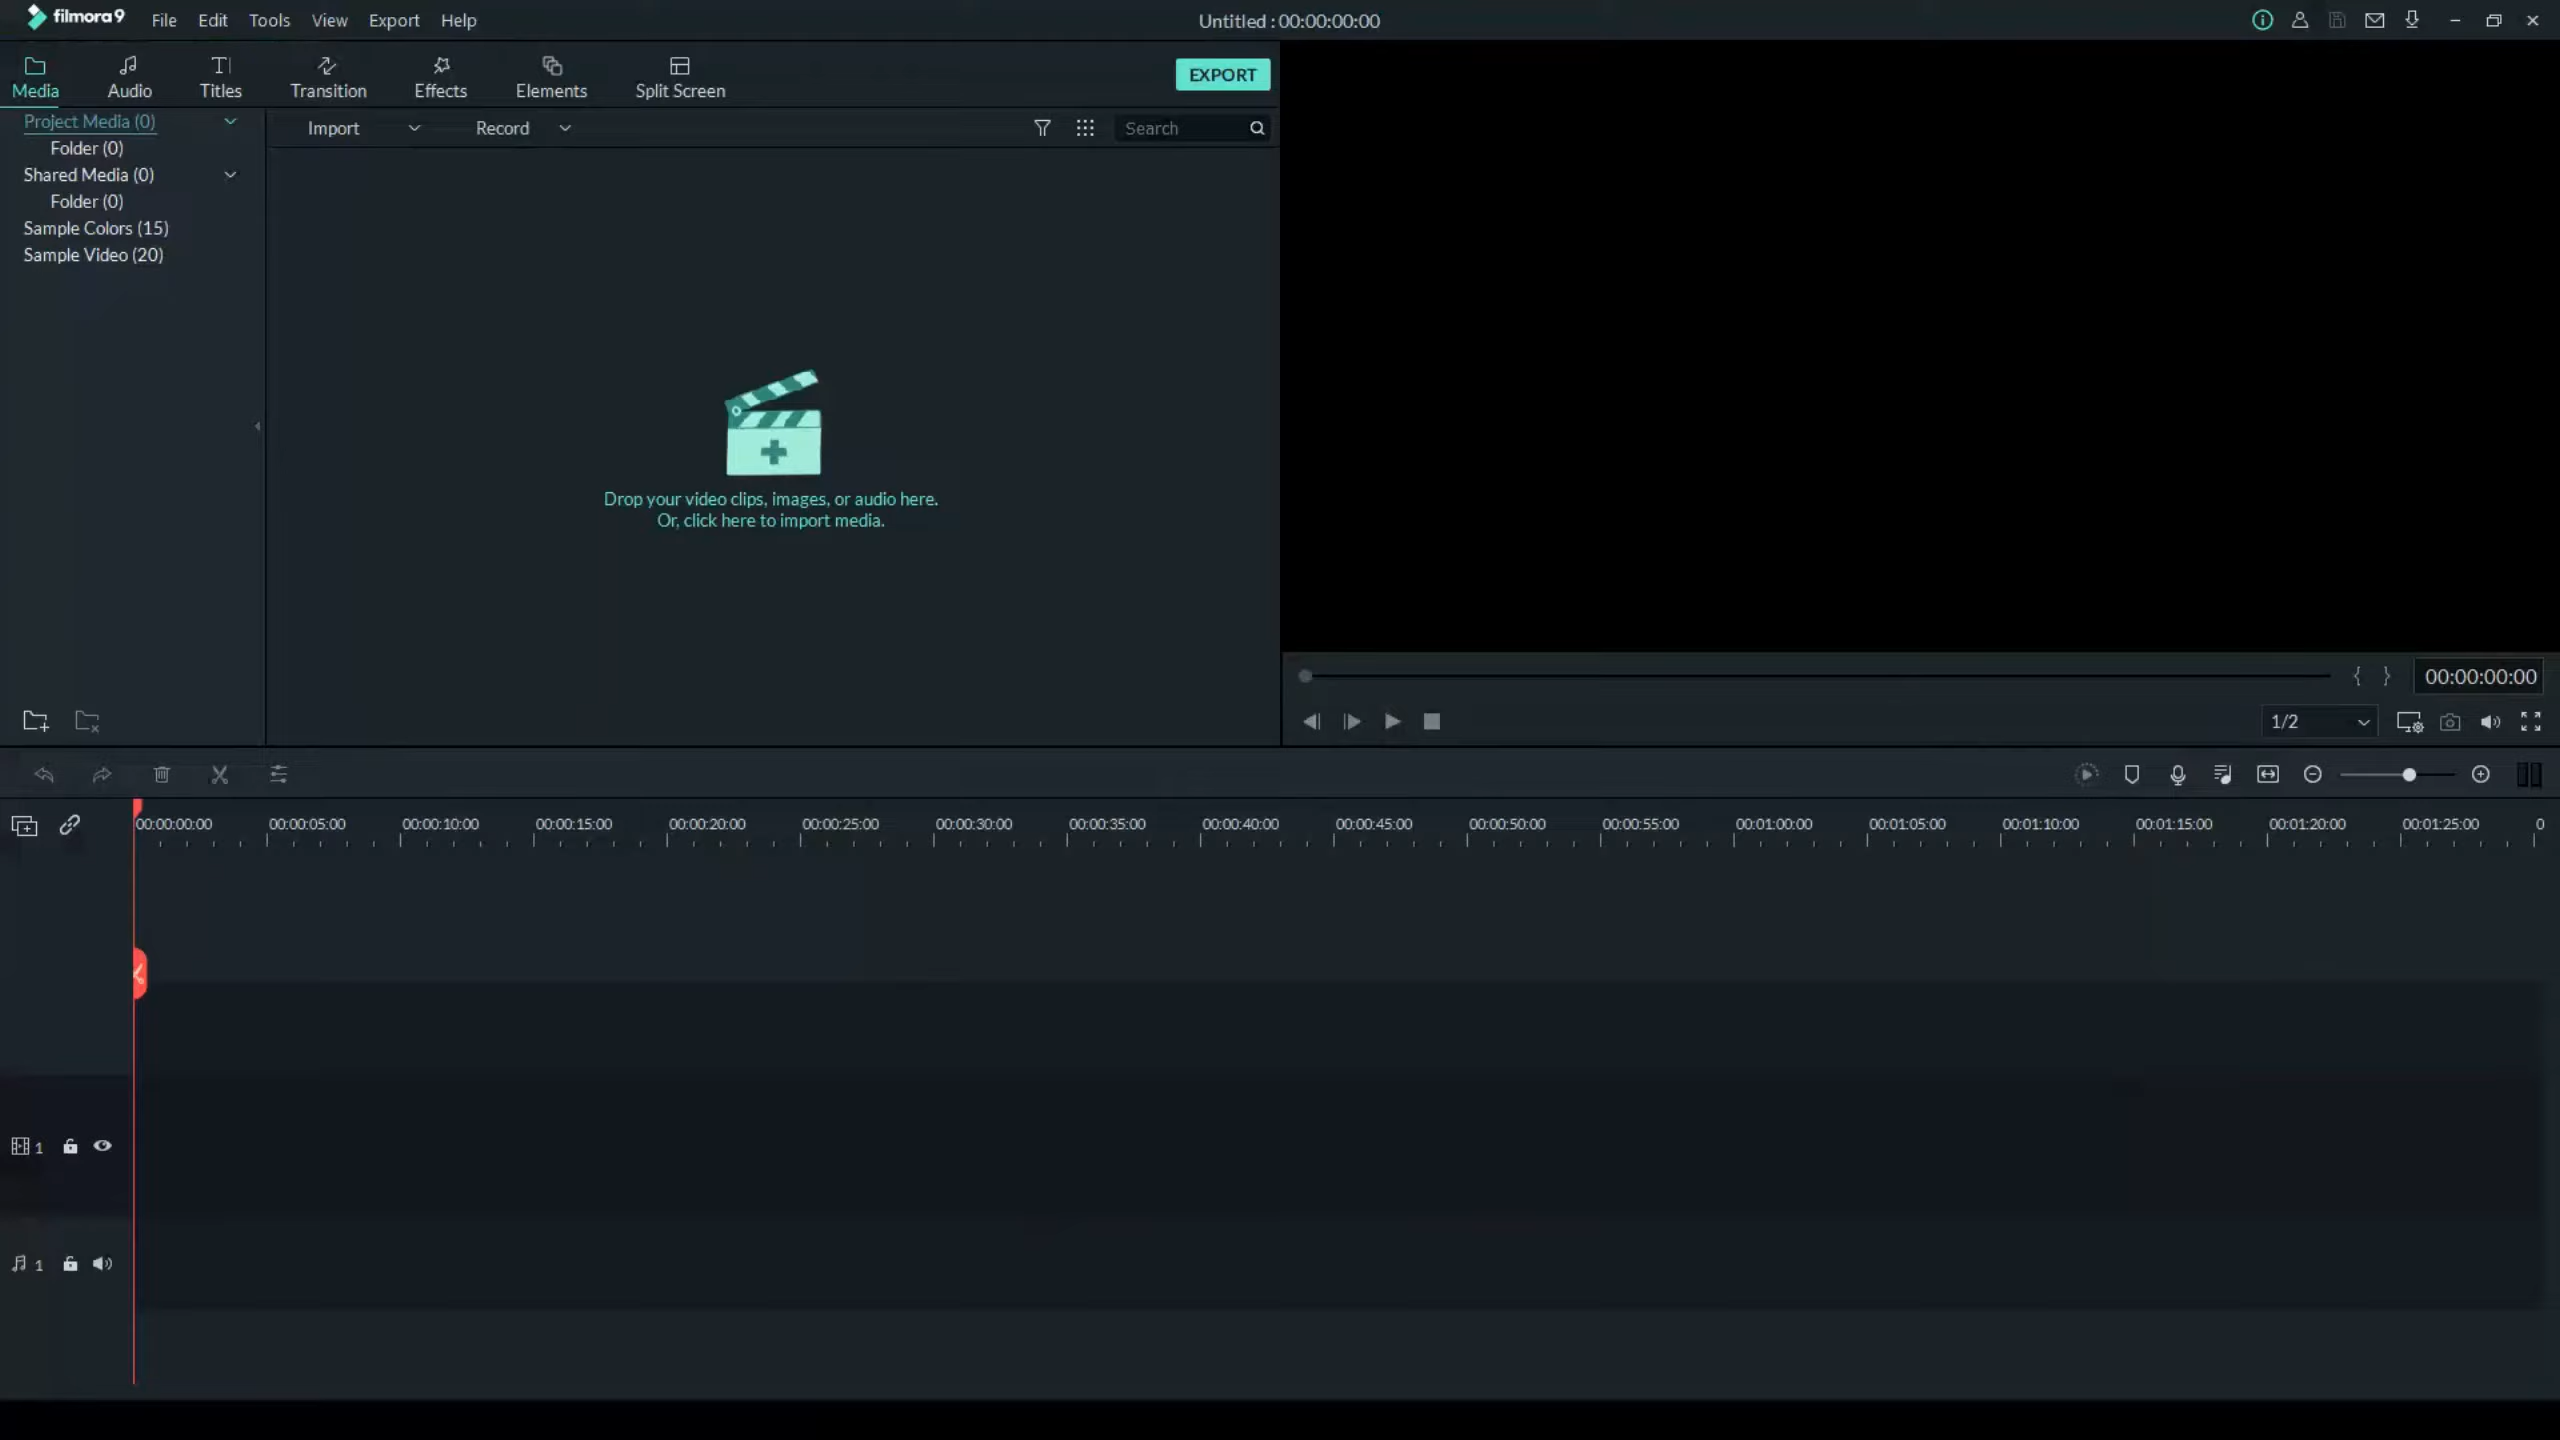 filmora9 File Edit Tools View Export Help Untitled : 00:00:00:00
Media Audio Titles Transition Effects Elements Split Screen EXPORT
Project Media (0) Import Record Search
Folder (0)
Shared Media (0)
Folder (0)
Sample Colors (15)
Sample Video (20)
Drop your video clips, images, or audio here.
Or, click here to import media.
{ } 00:00:00:00
1/2
00:00:00:00 00:00:05:00 00:00:10:00 00:00:15:00 00:00:20:00 00:00:25:00 00:00:30:00 00:00:35:00 00:00:40:00 00:00:45:00 00:00:50:00 00:00:55:00 00:01:00:00 00:01:05:00 00:01:10:00 00:01:15:00 00:01:20:00 00:01:25:00 0
1
1